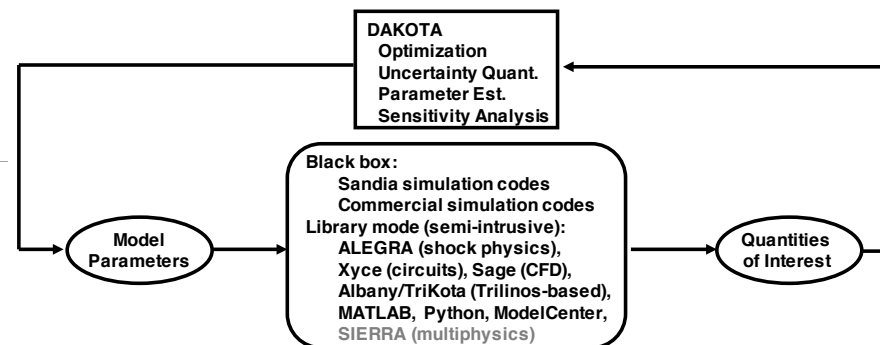 DAKOTA
Optimization
Uncertainty Quant.
Parameter Est.
Sensitivity Analysis
Black box:
Sandia simulation codes
Commercial simulation codes
Library mode (semi-intrusive):
ALEGRA (shock physics),
Xyce (circuits), Sage (CFD),
Albany/TriKota (Trilinos-based),
MATLAB, Python, ModelCenter,
SIERRA (multiphysics)
Model
Parameters
Quantities
of Interest